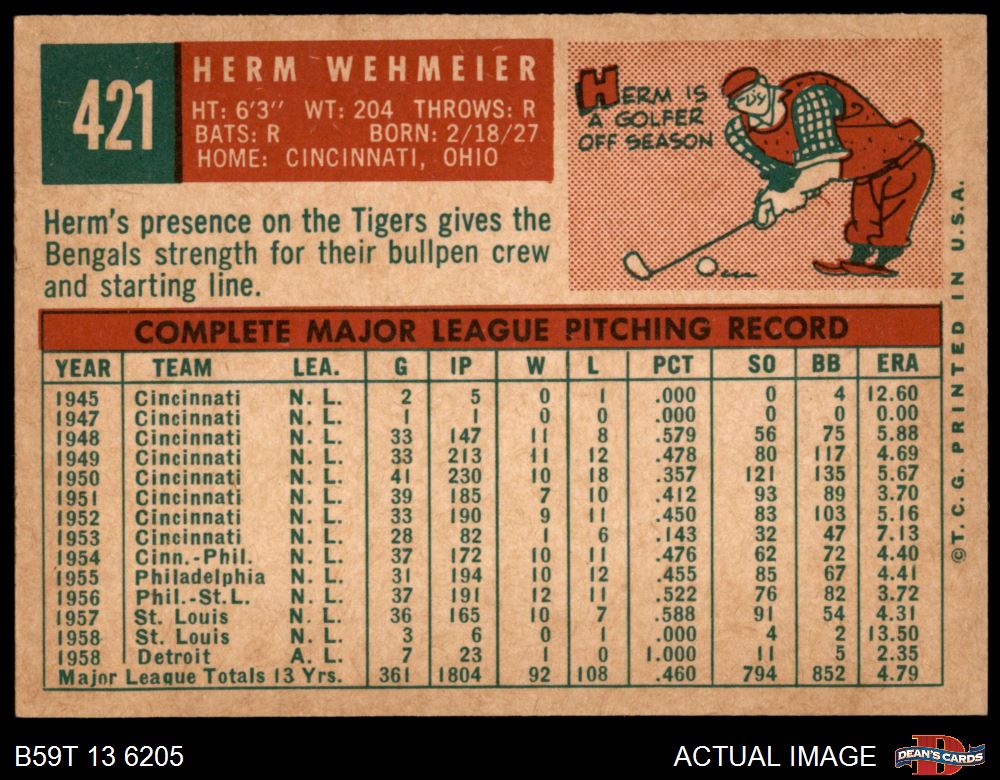 421
HERM WEHMEIER
HT: 6'3" WT: 204 THROWS: R
BATS: R BORN: 2/18/27
HOME: CINCINNATI, OHIO
HERM IS
A GOLFER
OFF SEASON
Herm's presence on the Tigers gives the
Bengals strength for their bullpen crew
and starting line.
COMPLETE MAJOR LEAGUE PITCHING RECORD
YEAR TEAM LEA. G IP W L PCT SO BB ERA
1945 Cincinnati N. L. 2 5 0 1 .000 0 4 12.60
1947 Cincinnati N. L. 1 1 0 0 .000 0 0 0.00
1948 Cincinnati N. L. 33 147 11 8 .579 56 75 5.88
1949 Cincinnati N. L. 33 213 11 12 .478 80 117 4.69
1950 Cincinnati N. L. 41 230 10 18 .357 121 135 5.67
1951 Cincinnati N. L. 39 185 7 10 .412 93 89 3.70
1952 Cincinnati N. L. 33 190 9 11 .450 83 103 5.16
1953 Cincinnati N. L. 28 82 1 6 .143 32 47 7.13
1954 Cinn.-Phil. N. L. 37 172 10 11 .476 62 72 4.40
1955 Philadelphia N. L. 31 194 10 12 .455 85 67 4.41
1956 Phil.-St. L. N. L. 37 191 12 11 .522 76 82 3.72
1957 St. Louis N. L. 36 165 10 7 .588 91 54 4.31
1958 St. Louis N. L. 3 6 0 1 .000 4 2 13.50
1958 Detroit A. L. 7 23 1 0 1.000 11 5 2.35
Major League Totals 13 Yrs. 361 1804 92 108 .460 794 852 4.79
©T. C. G. PRINTED IN U.S.A.
B59T 13 6205
ACTUAL IMAGE
DEAN'S CARDS